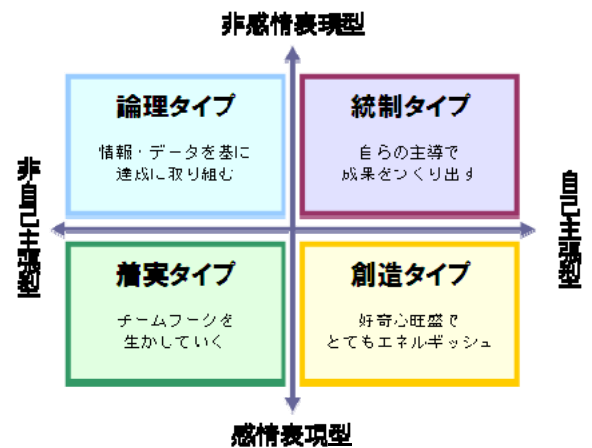 非感情表現型
論理タイプ
情報・データを基に
達成に取り組む
統制タイプ
自らの主導で
成果をつくり出す
非自己主張型
自己主張型
着実タイプ
チームワークを
生かしていく
創造タイプ
好奇心旺盛で
とてもエネルギッシュ
感情表現型